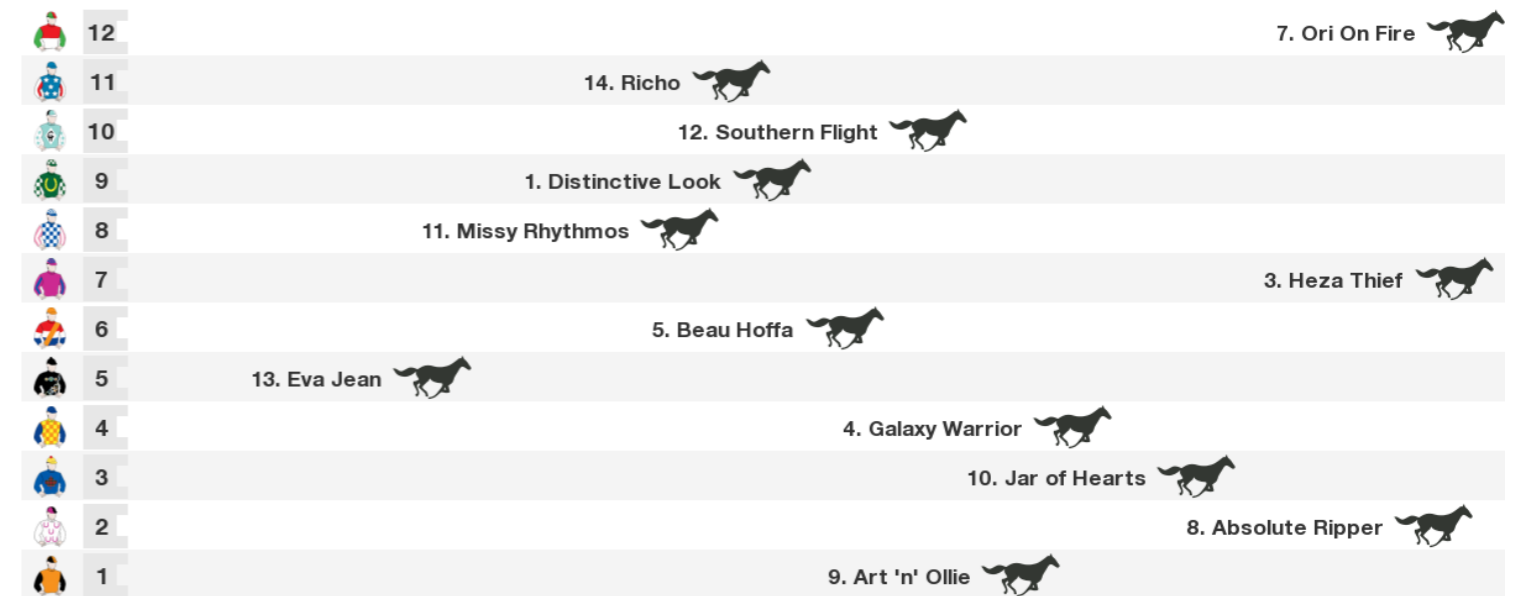 12 7. Ori On Fire
11 14. Richo
10 12. Southern Flight
9 1. Distinctive Look
8 11. Missy Rhythmos
7 3. Heza Thief
6 5. Beau Hoffa
5 13. Eva Jean
4 4. Galaxy Warrior
3 10. Jar of Hearts
2 8. Absolute Ripper
1 9. Art 'n' Ollie